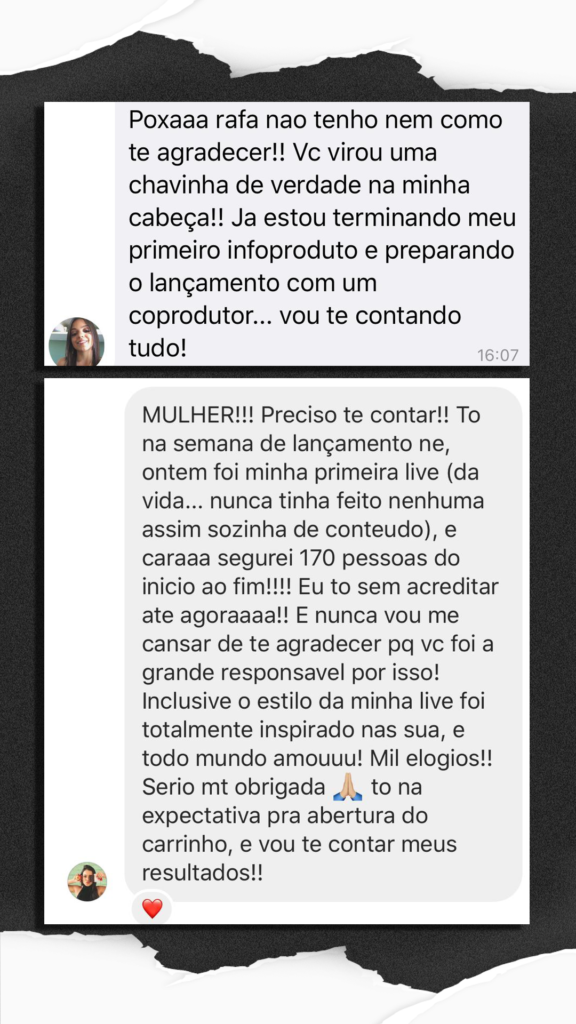 Poxaaa rafa nao tenho nem como
te agradecer!! Vc virou uma
chavinha de verdade na minha
cabeça!! Ja estou terminando meu
primeiro infoproduto e preparando
o lançamento com um
coprodutor... vou te contando
tudo!
16:07
MULHER!!! Preciso te contar!! To
na semana de lançamento ne,
ontem foi minha primeira live (da
vida... nunca tinha feito nenhuma
assim sozinha de conteudo), e
caraaa segurei 170 pessoas do
inicio ao fim!!!! Eu to sem acreditar
ate agoraaaa!! E nunca vou me
cansar de te agradecer pq vc foi a
grande responsavel por isso!
Inclusive o estilo da minha live foi
totalmente inspirado nas sua, e
todo mundo amouuu! Mil elogios!!
Serio mt obrigada 🙏🏼 to na
expectativa pra abertura do
carrinho, e vou te contar meus
resultados!!